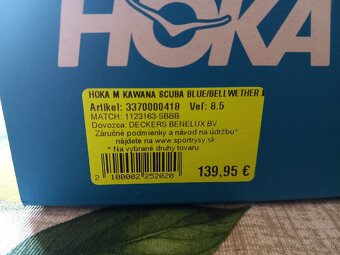 HOKA
HOKA M KAWANA SCUBA BLUE/BELLWETHER
Artikel: 3370000418 Veľ: 8.5
MATCH: 1123163-SBBB
Dovozca: DECKERS BENELUX BV
Záručné podmienky a návod na údržbu*
nájdete na www.sportrysy.sk
* Na vybrané druhy tovaru
2 100002 252020
139,95 €